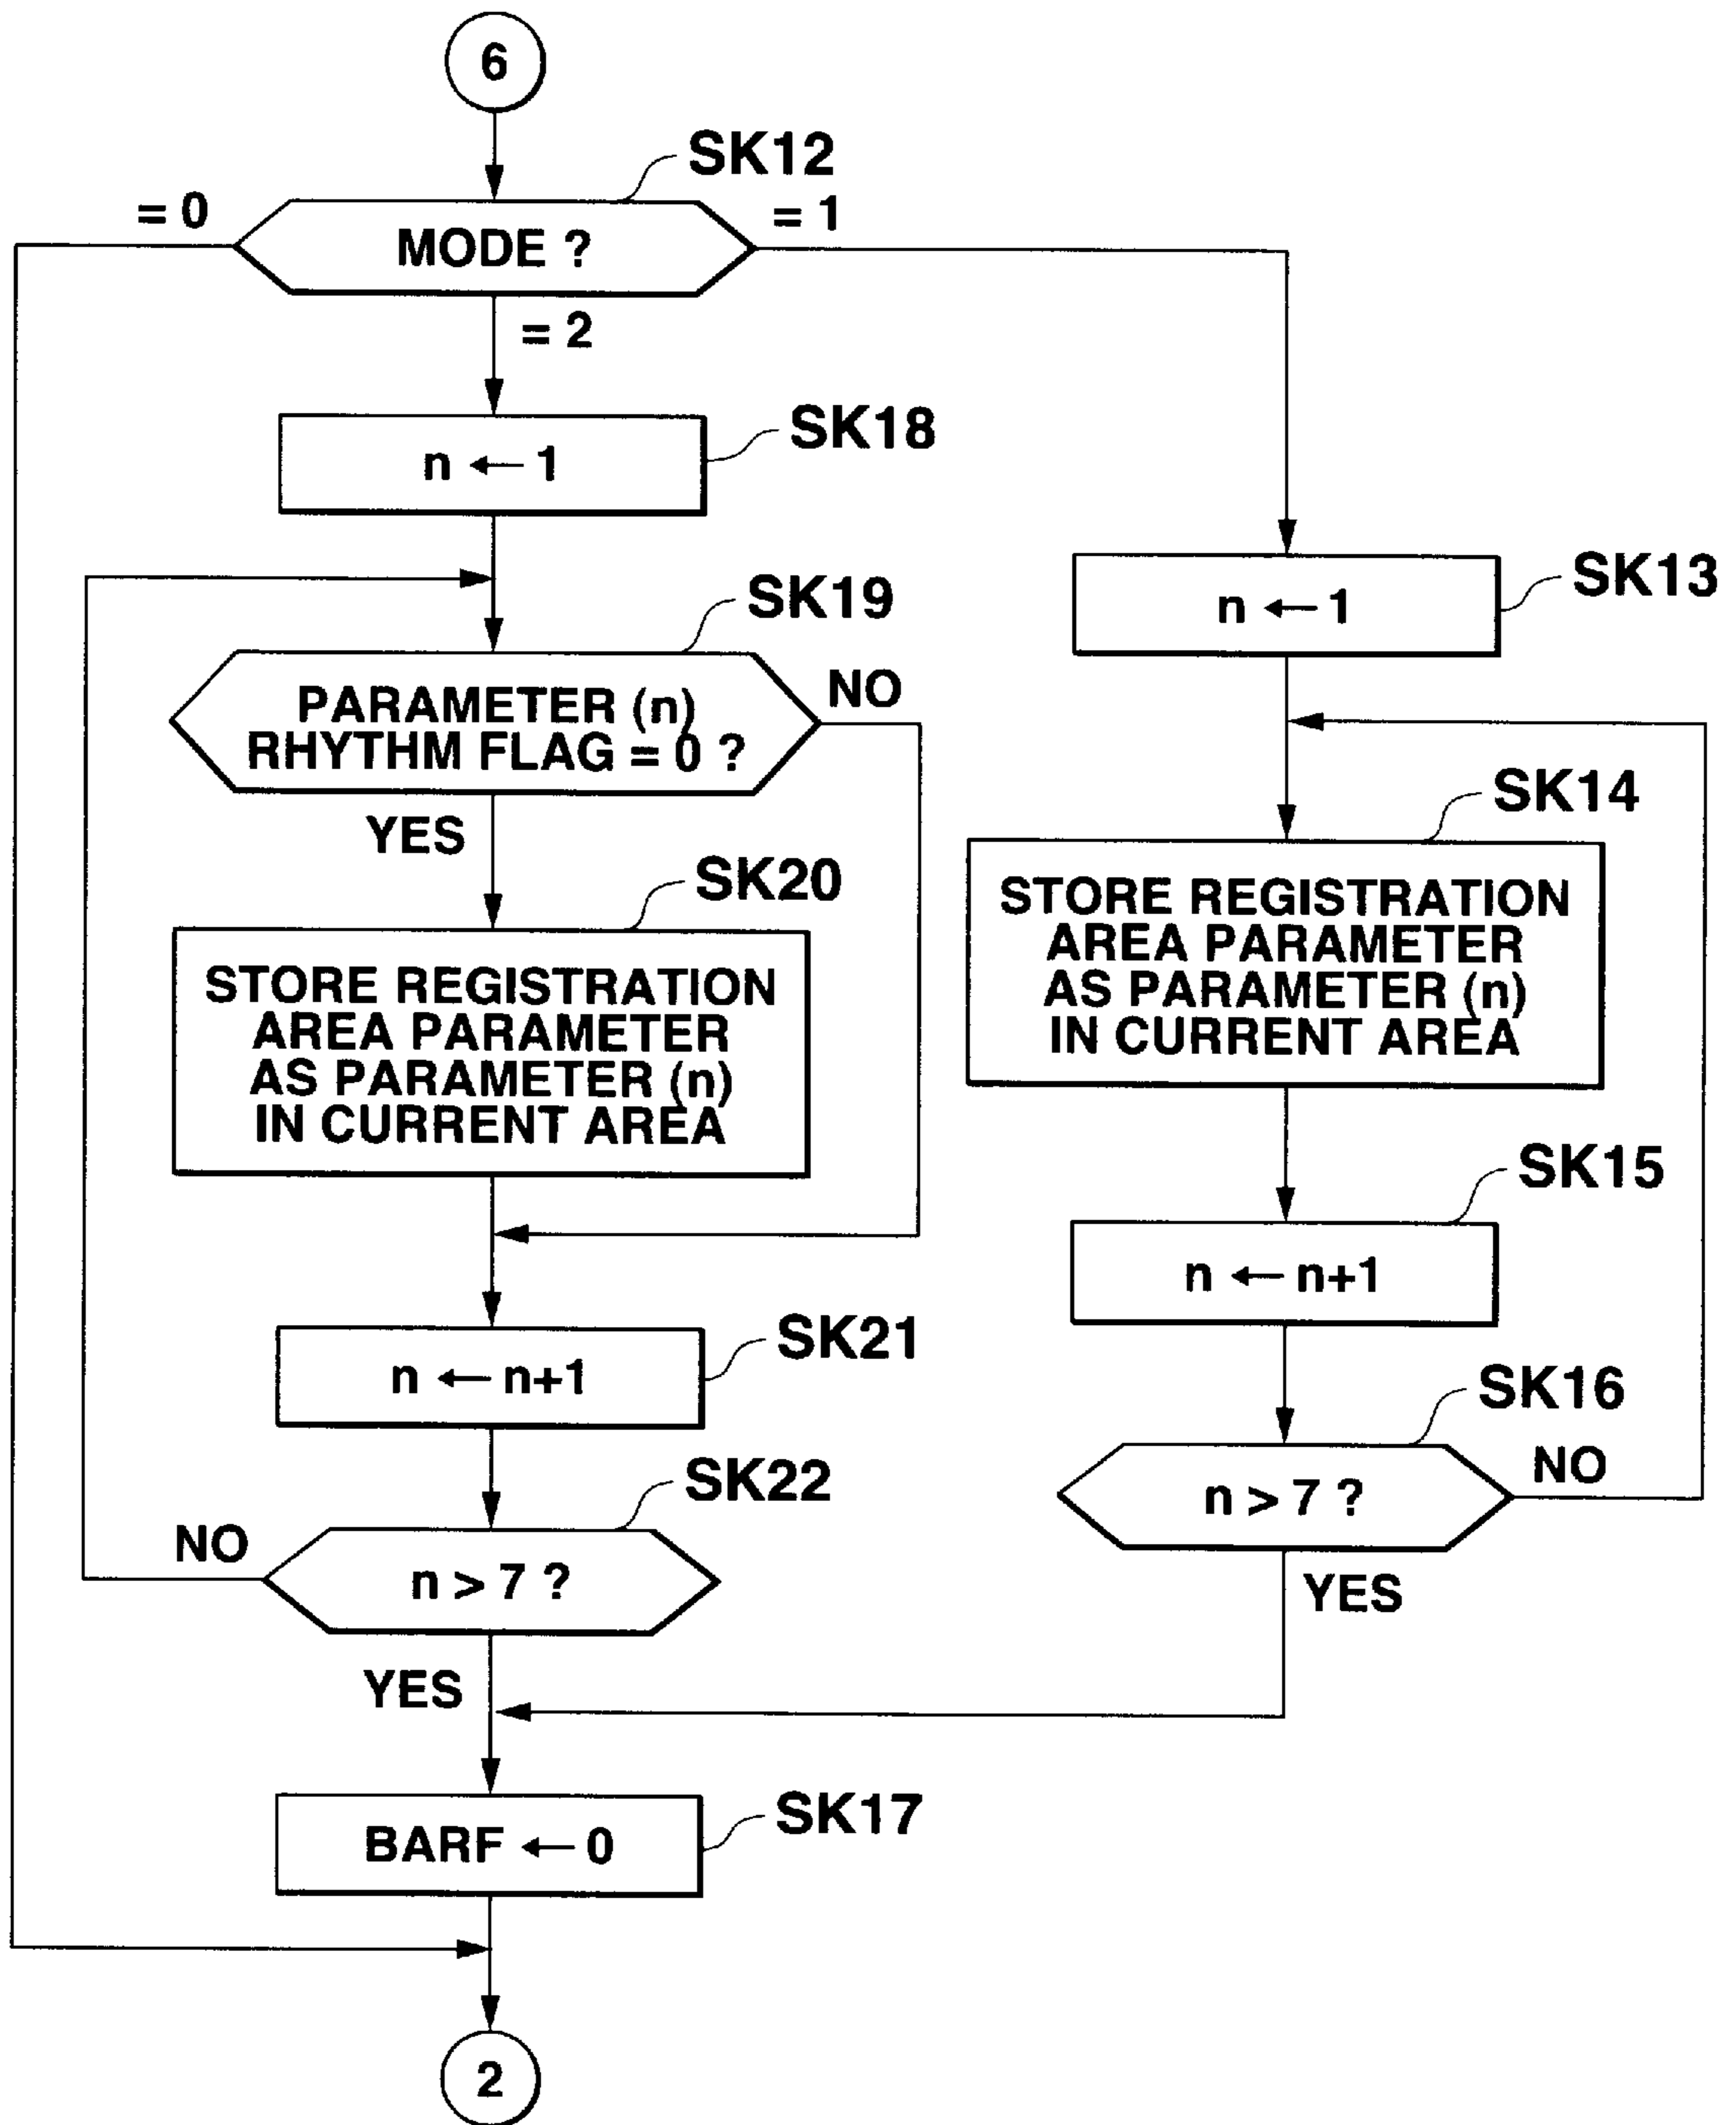 6
SK12
= 0
= 1
MODE ?
= 2
SK18
n ← 1
SK13
n ← 1
SK19
PARAMETER (n)
RHYTHM FLAG = 0 ?
NO
YES
SK14
STORE REGISTRATION
AREA PARAMETER
AS PARAMETER (n)
IN CURRENT AREA
SK20
STORE REGISTRATION
AREA PARAMETER
AS PARAMETER (n)
IN CURRENT AREA
SK15
n ← n+1
SK21
n ← n+1
SK16
n > 7 ?
NO
YES
SK22
NO
n > 7 ?
YES
SK17
BARF ← 0
2